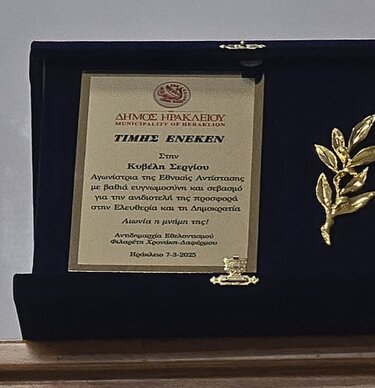 ΔΗΜΟΣ ΗΡΑΚΛΕΙΟΥ
MUNICIPALITY OF HERAKLION
ΤΙΜΗΣ ΕΝΕΚΕΝ
Στην
Κυβέλη Σεργίου
Αγωνίστρια της Εθνικής Αντίστασης
με βαθιά ευγνωμοσύνη και σεβασμό
για την ανιδιοτελή της προσφορά
στην Ελευθερία και τη Δημοκρατία
Αιωνία η μνήμη της!
Αντιδημαρχία Εθελοντισμού
Φιλαρέτη Χρονάκη-Δαφέρμου
Ηράκλειο 7-3-2025